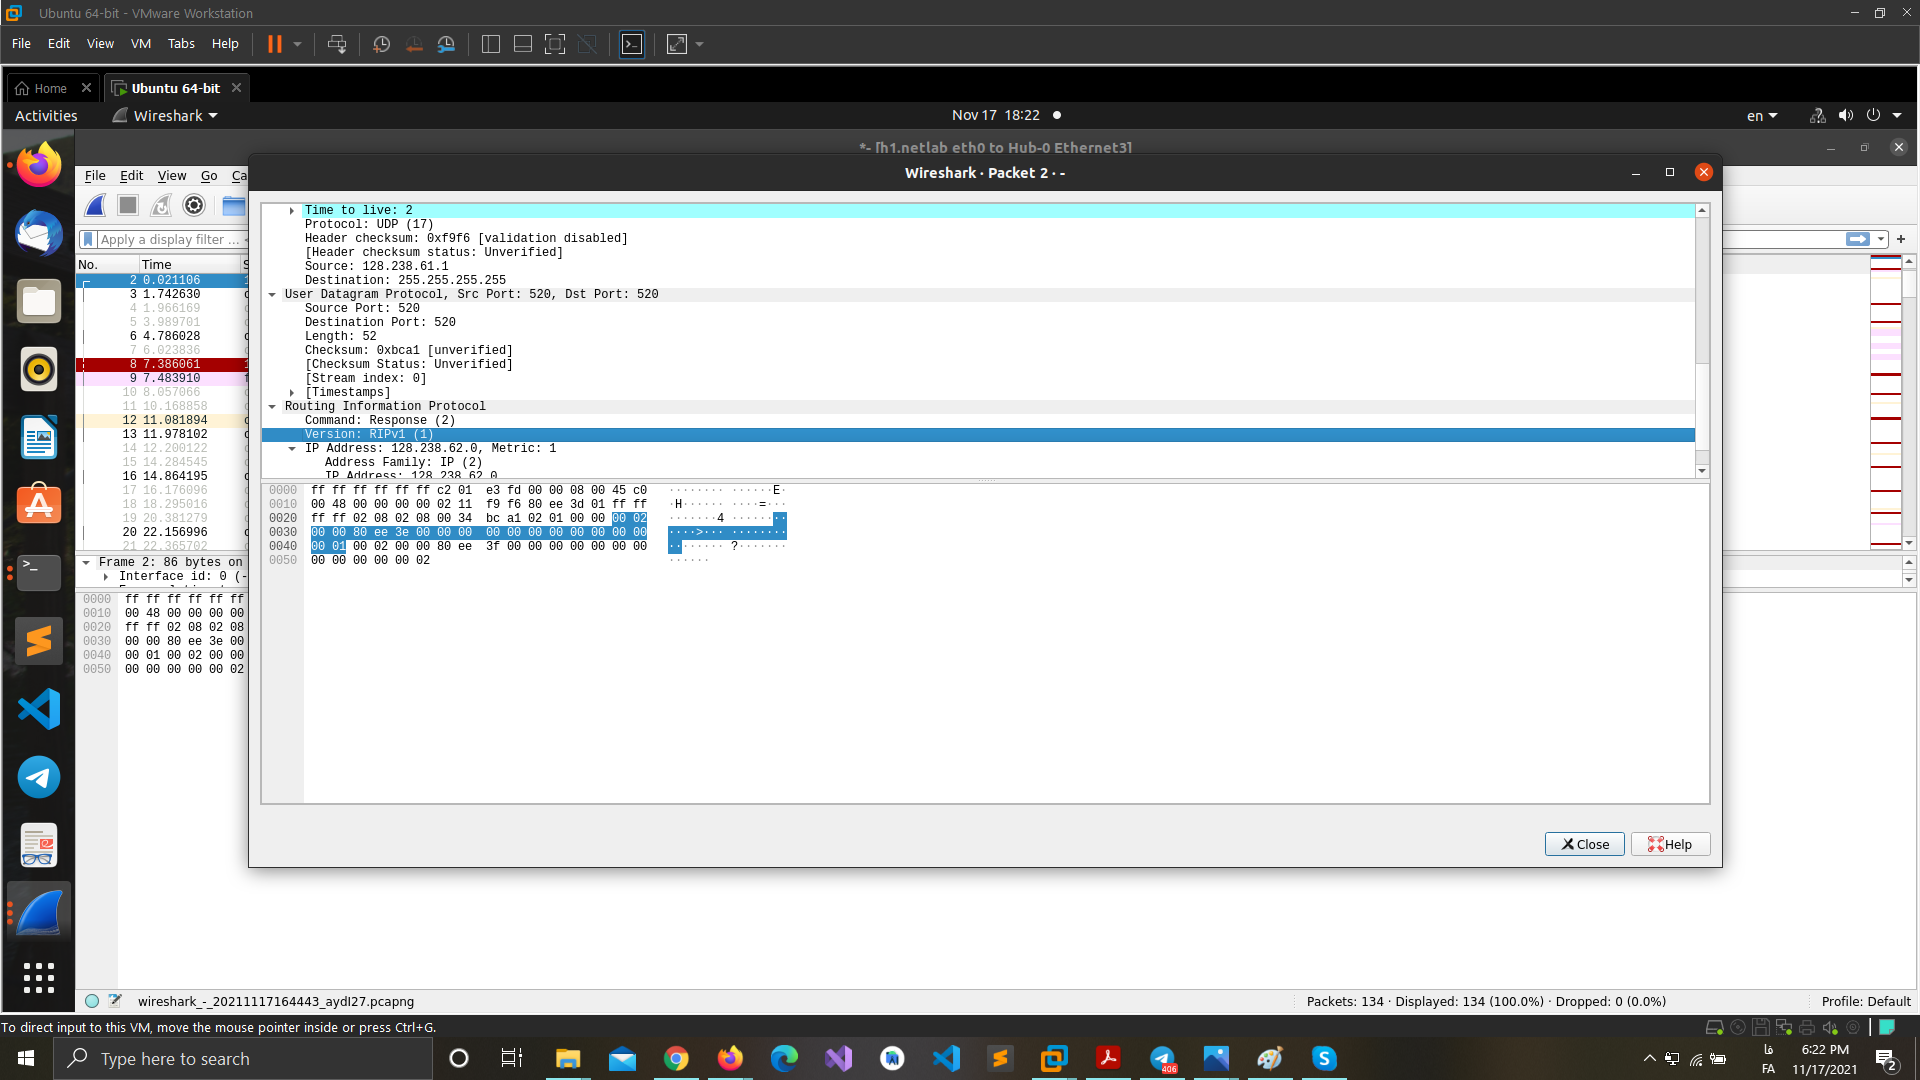 Ubuntu 64-bit - VMware Workstation
File Edit View VM Tabs Help
Home
Ubuntu 64-bit
Activities Wireshark Nov 17 18:22 en
*- [h1.netlab eth0 to Hub-0 Ethernet3]
Wireshark · Packet 2 · -
File Edit View Go Ca
Apply a display filter ...
No. Time S
2 0.021106 1
3 1.742630
4 1.966169
5 3.989701
6 4.786028
7 6.023836
8 7.386061 1
9 7.483910 f
10 8.057066
11 10.168858
12 11.081894
13 11.978102
14 12.200122
15 14.284545
16 14.864195
17 16.176096
18 18.295016
19 20.381279
20 22.156996
21 22.365702
Frame 2: 86 bytes on
Interface id: 0 (-
0000 ff ff ff ff ff ff
0010 00 48 00 00 00 00
0020 ff ff 02 08 02 08
0030 00 00 80 ee 3e 00
0040 00 01 00 02 00 00
0050 00 00 00 00 00 02
Time to live: 2
Protocol: UDP (17)
Header checksum: 0xf9f6 [validation disabled]
[Header checksum status: Unverified]
Source: 128.238.61.1
Destination: 255.255.255.255
User Datagram Protocol, Src Port: 520, Dst Port: 520
Source Port: 520
Destination Port: 520
Length: 52
Checksum: 0xbca1 [unverified]
[Checksum Status: Unverified]
[Stream index: 0]
[Timestamps]
Routing Information Protocol
Command: Response (2)
Version: RIPv1 (1)
IP Address: 128.238.62.0, Metric: 1
Address Family: IP (2)
IP Address: 128.238.62.0
0000 ff ff ff ff ff ff c2 01 e3 fd 00 00 08 00 45 c0 ········ ······E·
0010 00 48 00 00 00 00 02 11 f9 f6 80 ee 3d 01 ff ff ·H······ ····=···
0020 ff ff 02 08 02 08 00 34 bc a1 02 01 00 00 00 02 ·······4 ········
0030 00 00 80 ee 3e 00 00 00 00 00 00 00 00 00 00 00 ····>··· ········
0040 00 01 00 02 00 00 80 ee 3f 00 00 00 00 00 00 00 ········ ?·······
0050 00 00 00 00 00 02 ······
Close
Help
wireshark_-_20211117164443_aydI27.pcapng
Packets: 134 · Displayed: 134 (100.0%) · Dropped: 0 (0.0%)
Profile: Default
To direct input to this VM, move the mouse pointer inside or press Ctrl+G.
Type here to search
406
فا
FA
6:22 PM
11/17/2021
2